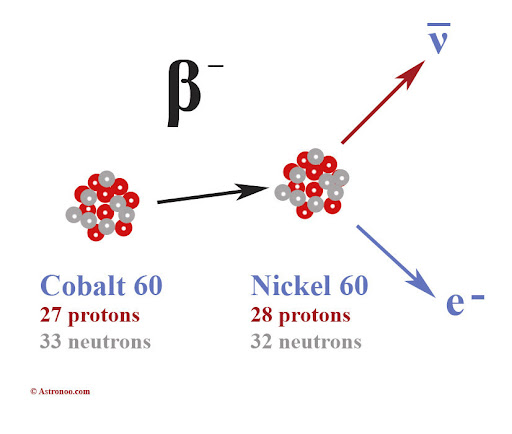 ν̅
β⁻
Cobalt 60
27 protons
33 neutrons
Nickel 60
28 protons
32 neutrons
e⁻
© Astronoo.com